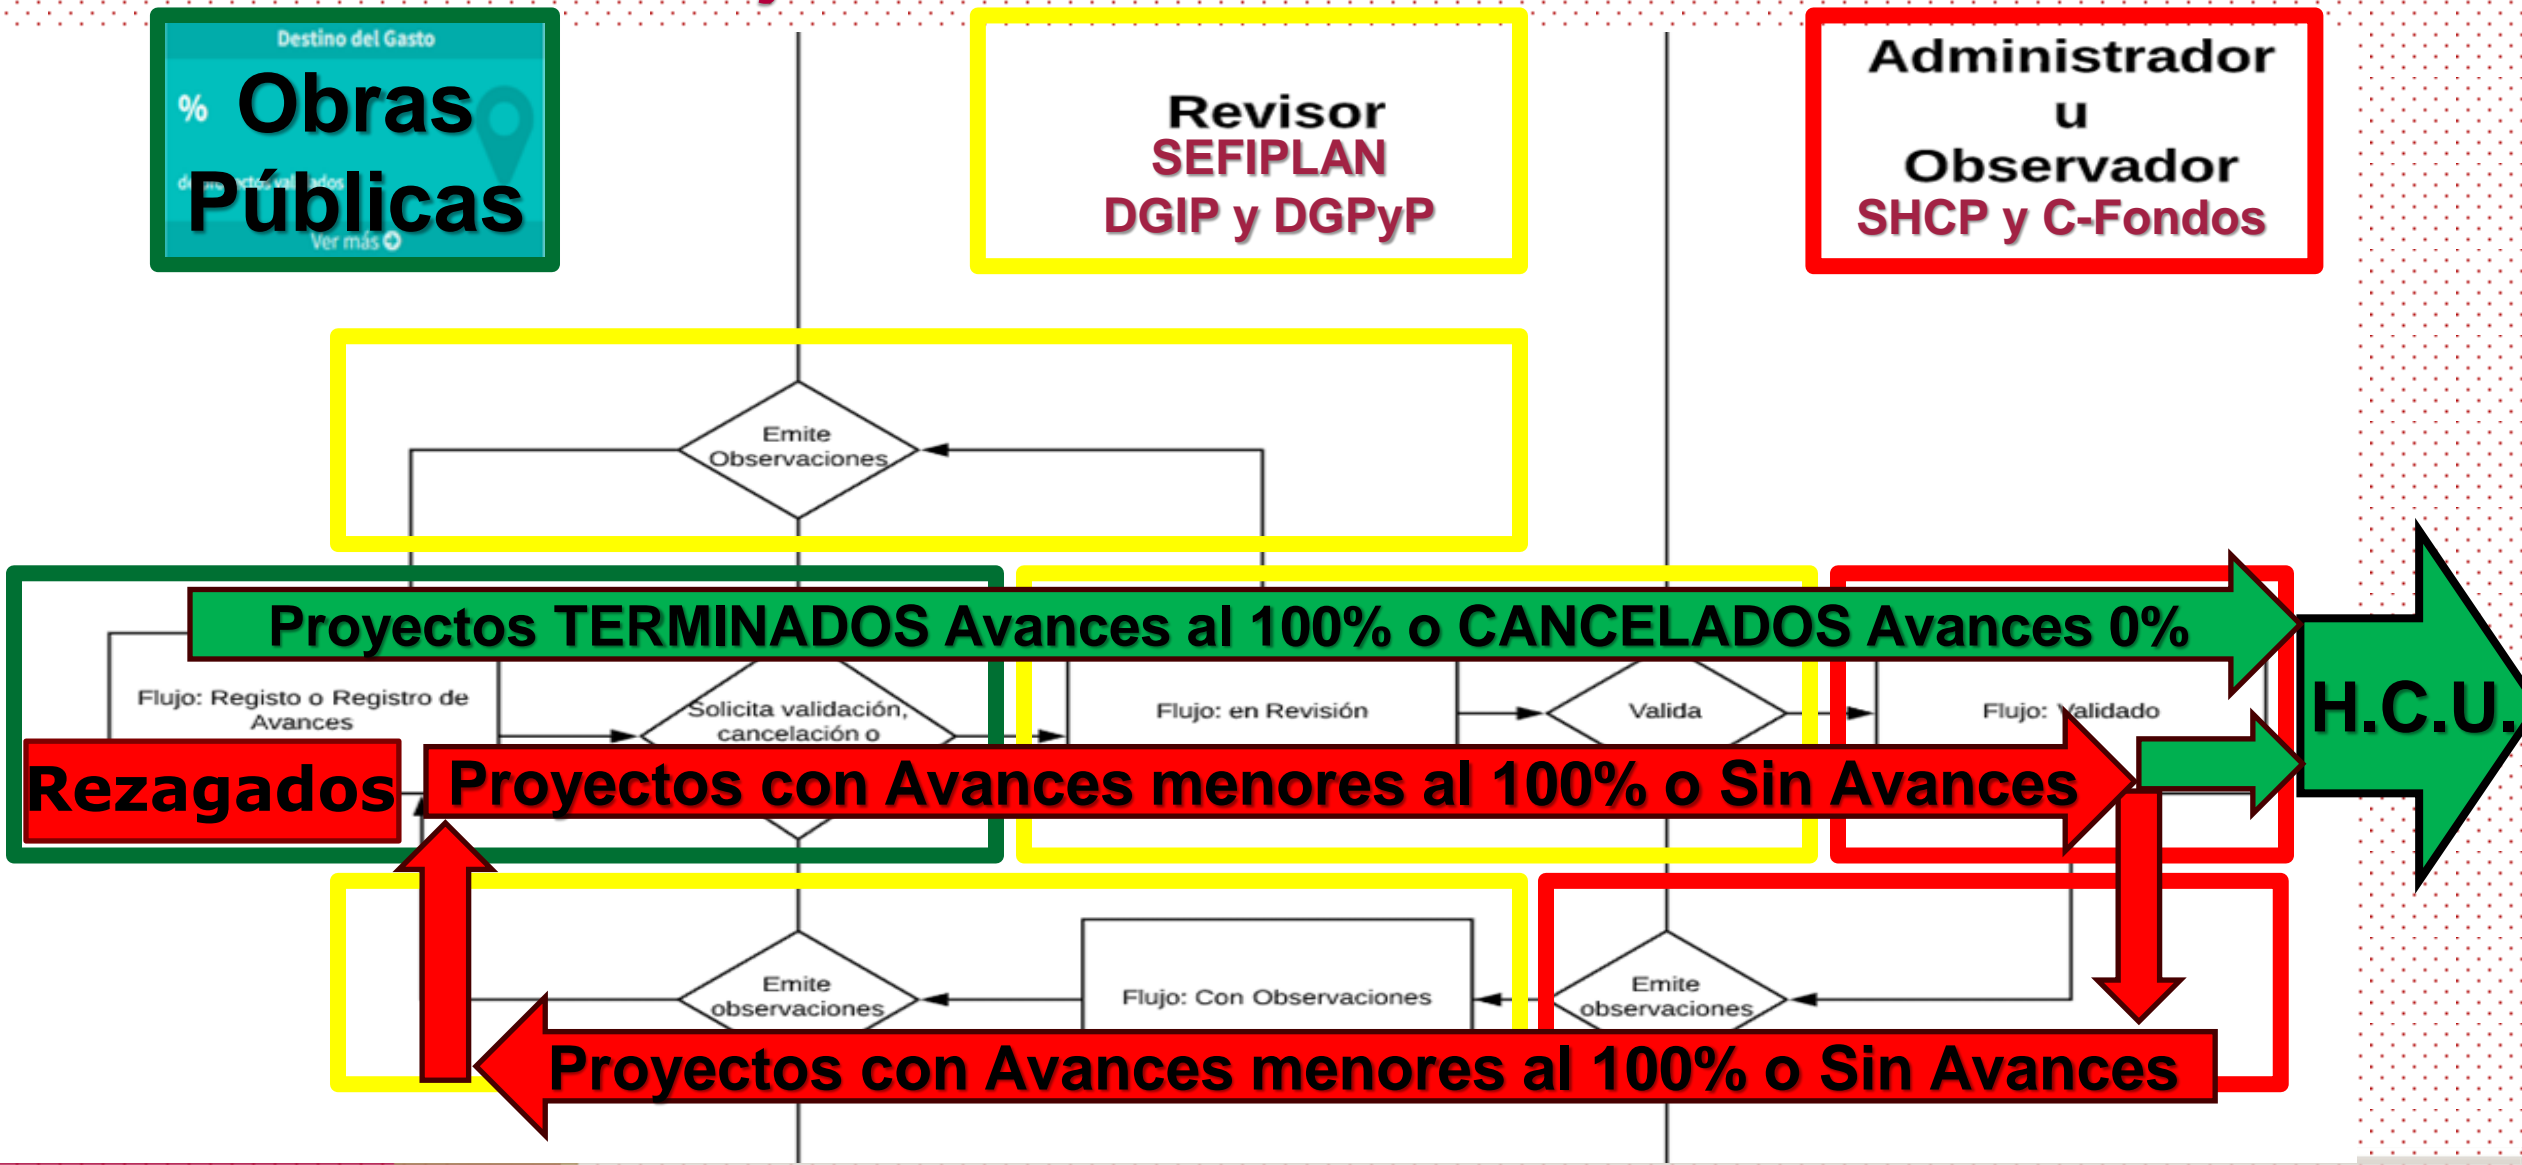 Destino del Gasto
%
Obras
Públicas
Ver más
Revisor
SEFIPLAN
DGIP y DGPyP
Administrador
u
Observador
SHCP y C-Fondos
Emite
Observaciones
Proyectos TERMINADOS Avances al 100% o CANCELADOS Avances 0%
Flujo: Registo o Registro de
Avances
Solicita validación,
cancelación o
Flujo: en Revisión
Valida
Flujo: Validado
H.C.U.
Rezagados
Proyectos con Avances menores al 100% o Sin Avances
Emite
observaciones
Flujo: Con Observaciones
Emite
observaciones
Proyectos con Avances menores al 100% o Sin Avances